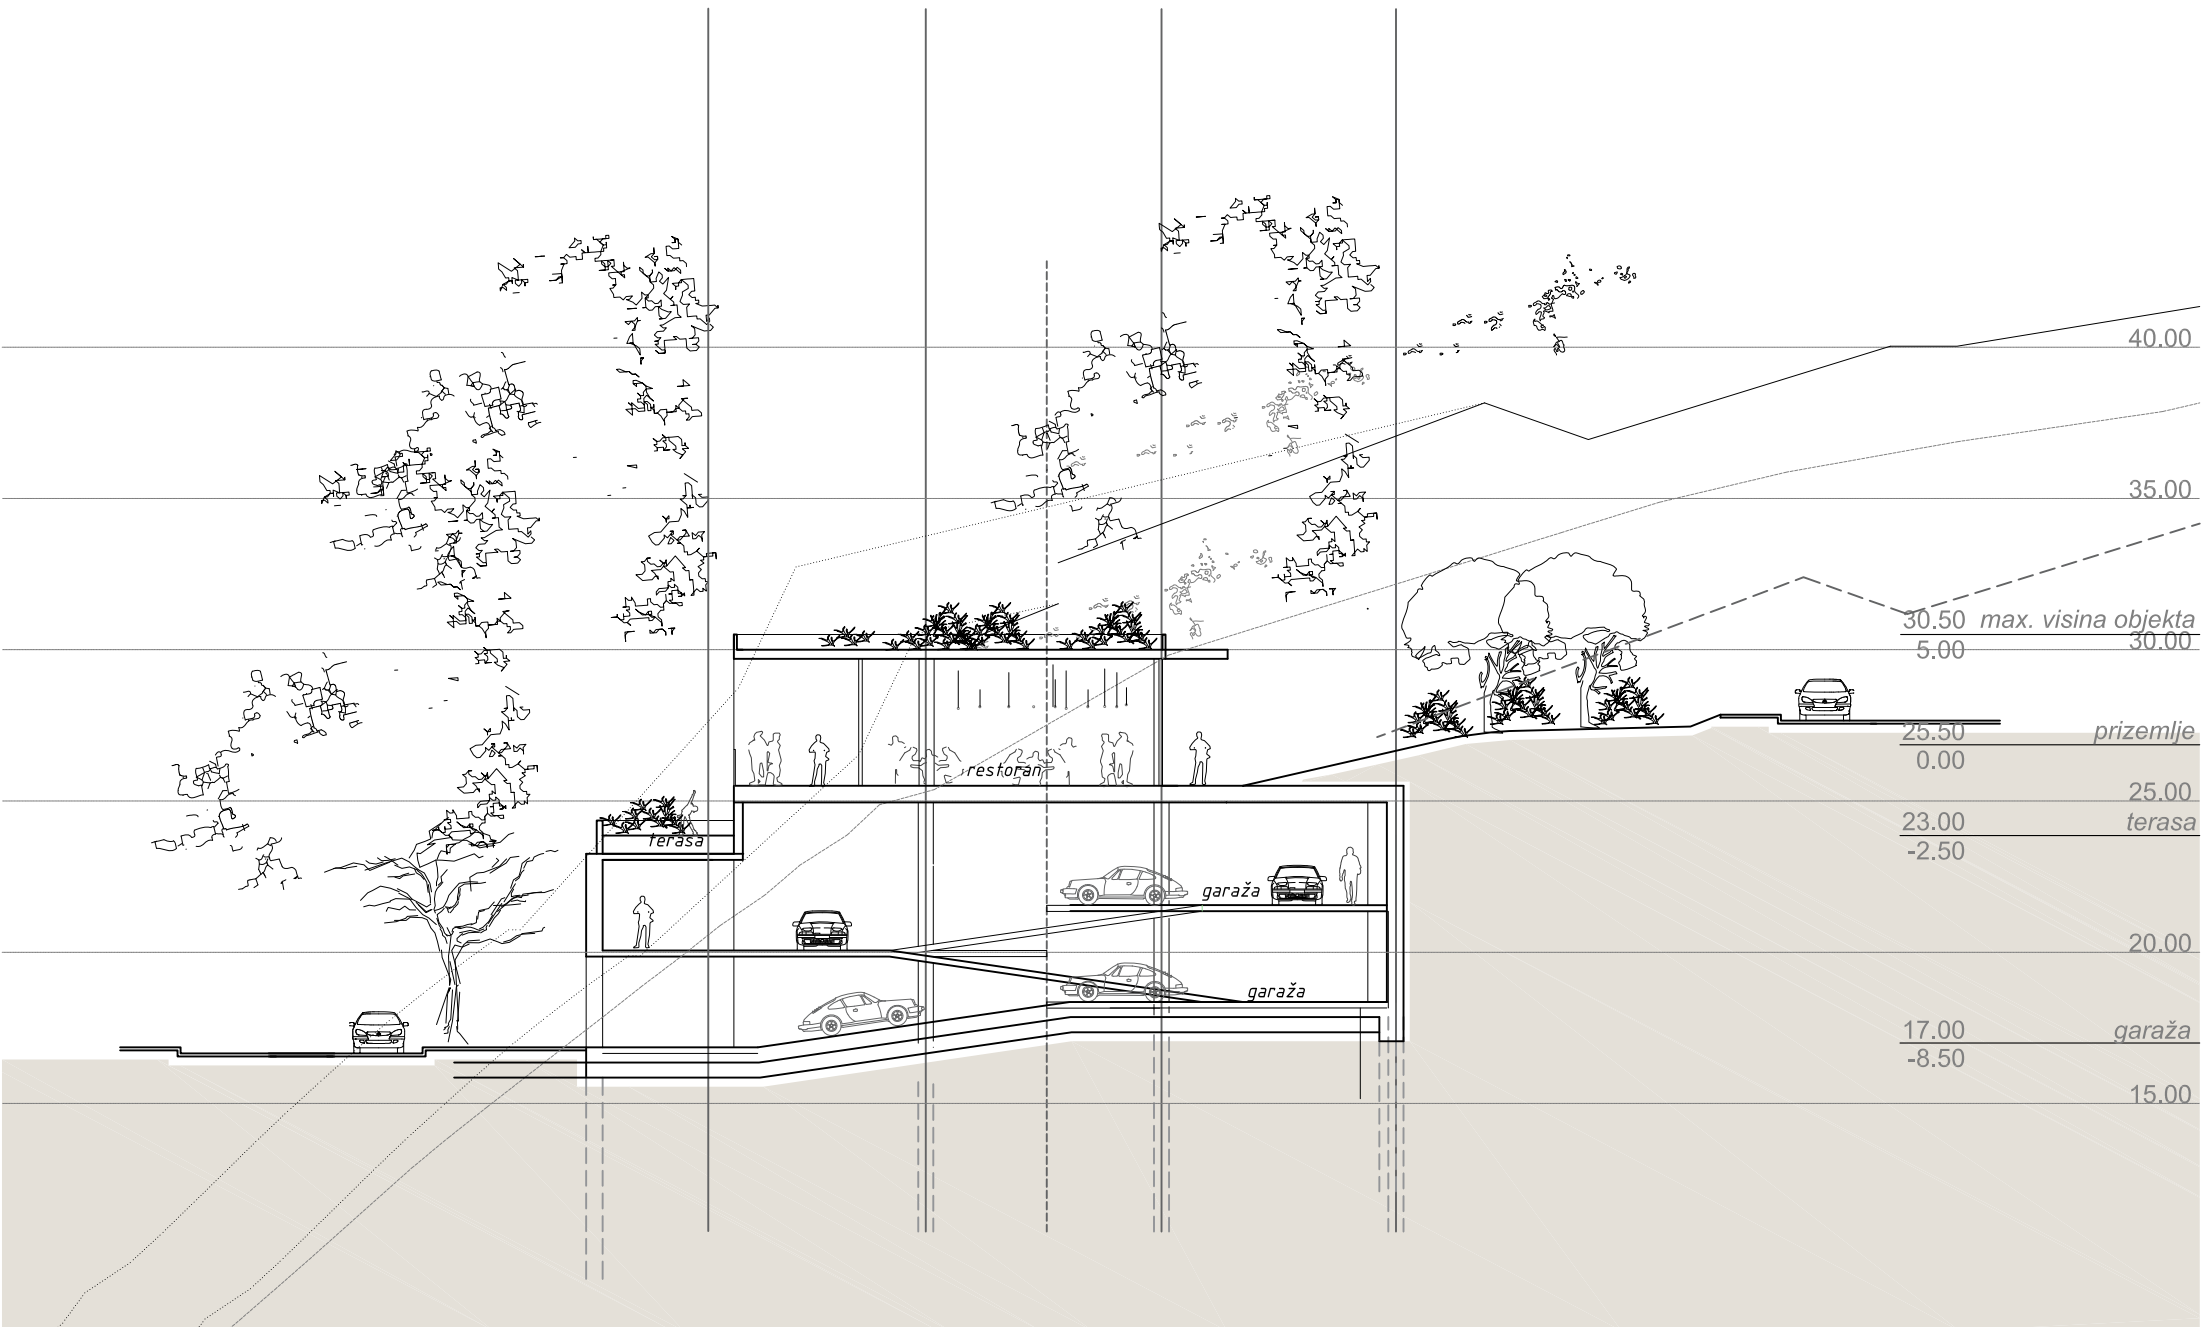 40.00
35.00
30.50 max. visina objekta
30.00
5.00
25.50 prizemlje
0.00
restoran
25.00
23.00 terasa
terasa
-2.50
garaža
20.00
garaža
17.00 garaža
-8.50
15.00